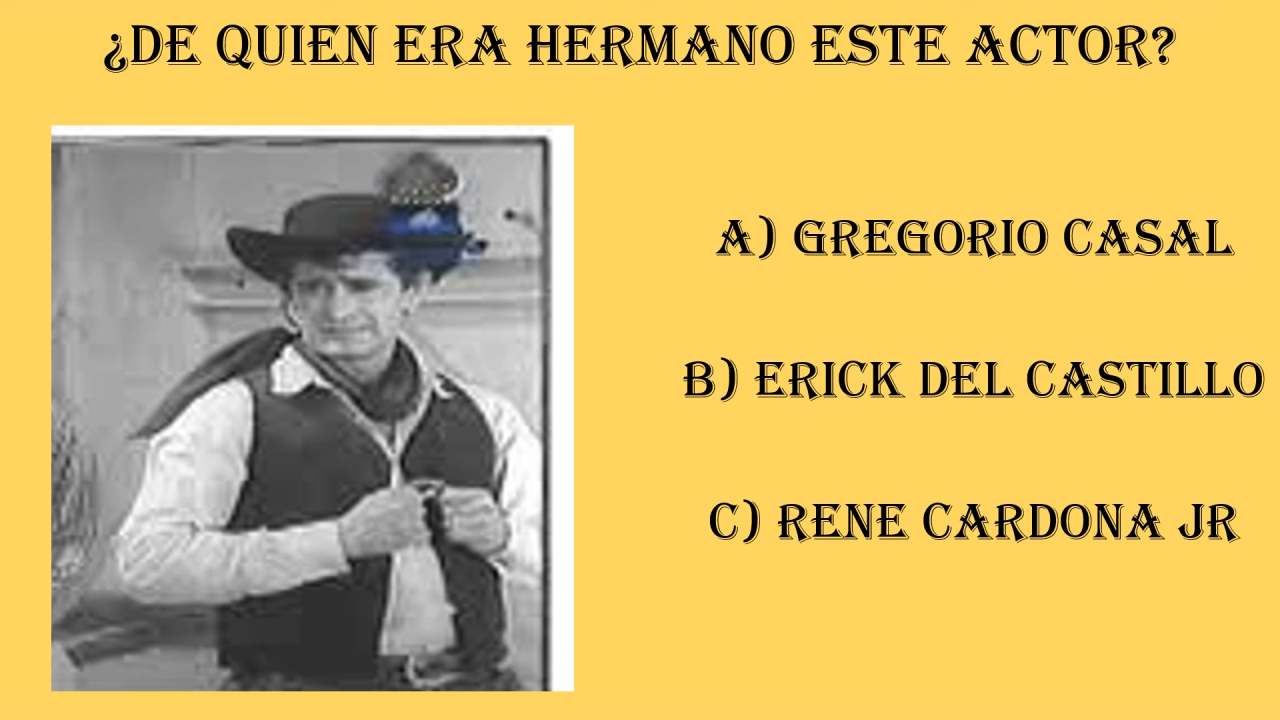 ¿DE QUIEN ERA HERMANO ESTE ACTOR?
A) GREGORIO CASAL
B) ERICK DEL CASTILLO
C) RENE CARDONA JR